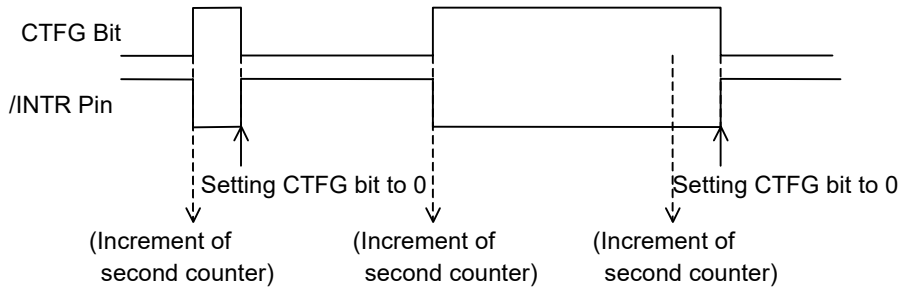 CTFG Bit
/INTR Pin
Setting CTFG bit to 0
Setting CTFG bit to 0
(Increment of
second counter)
(Increment of
second counter)
(Increment of
second counter)